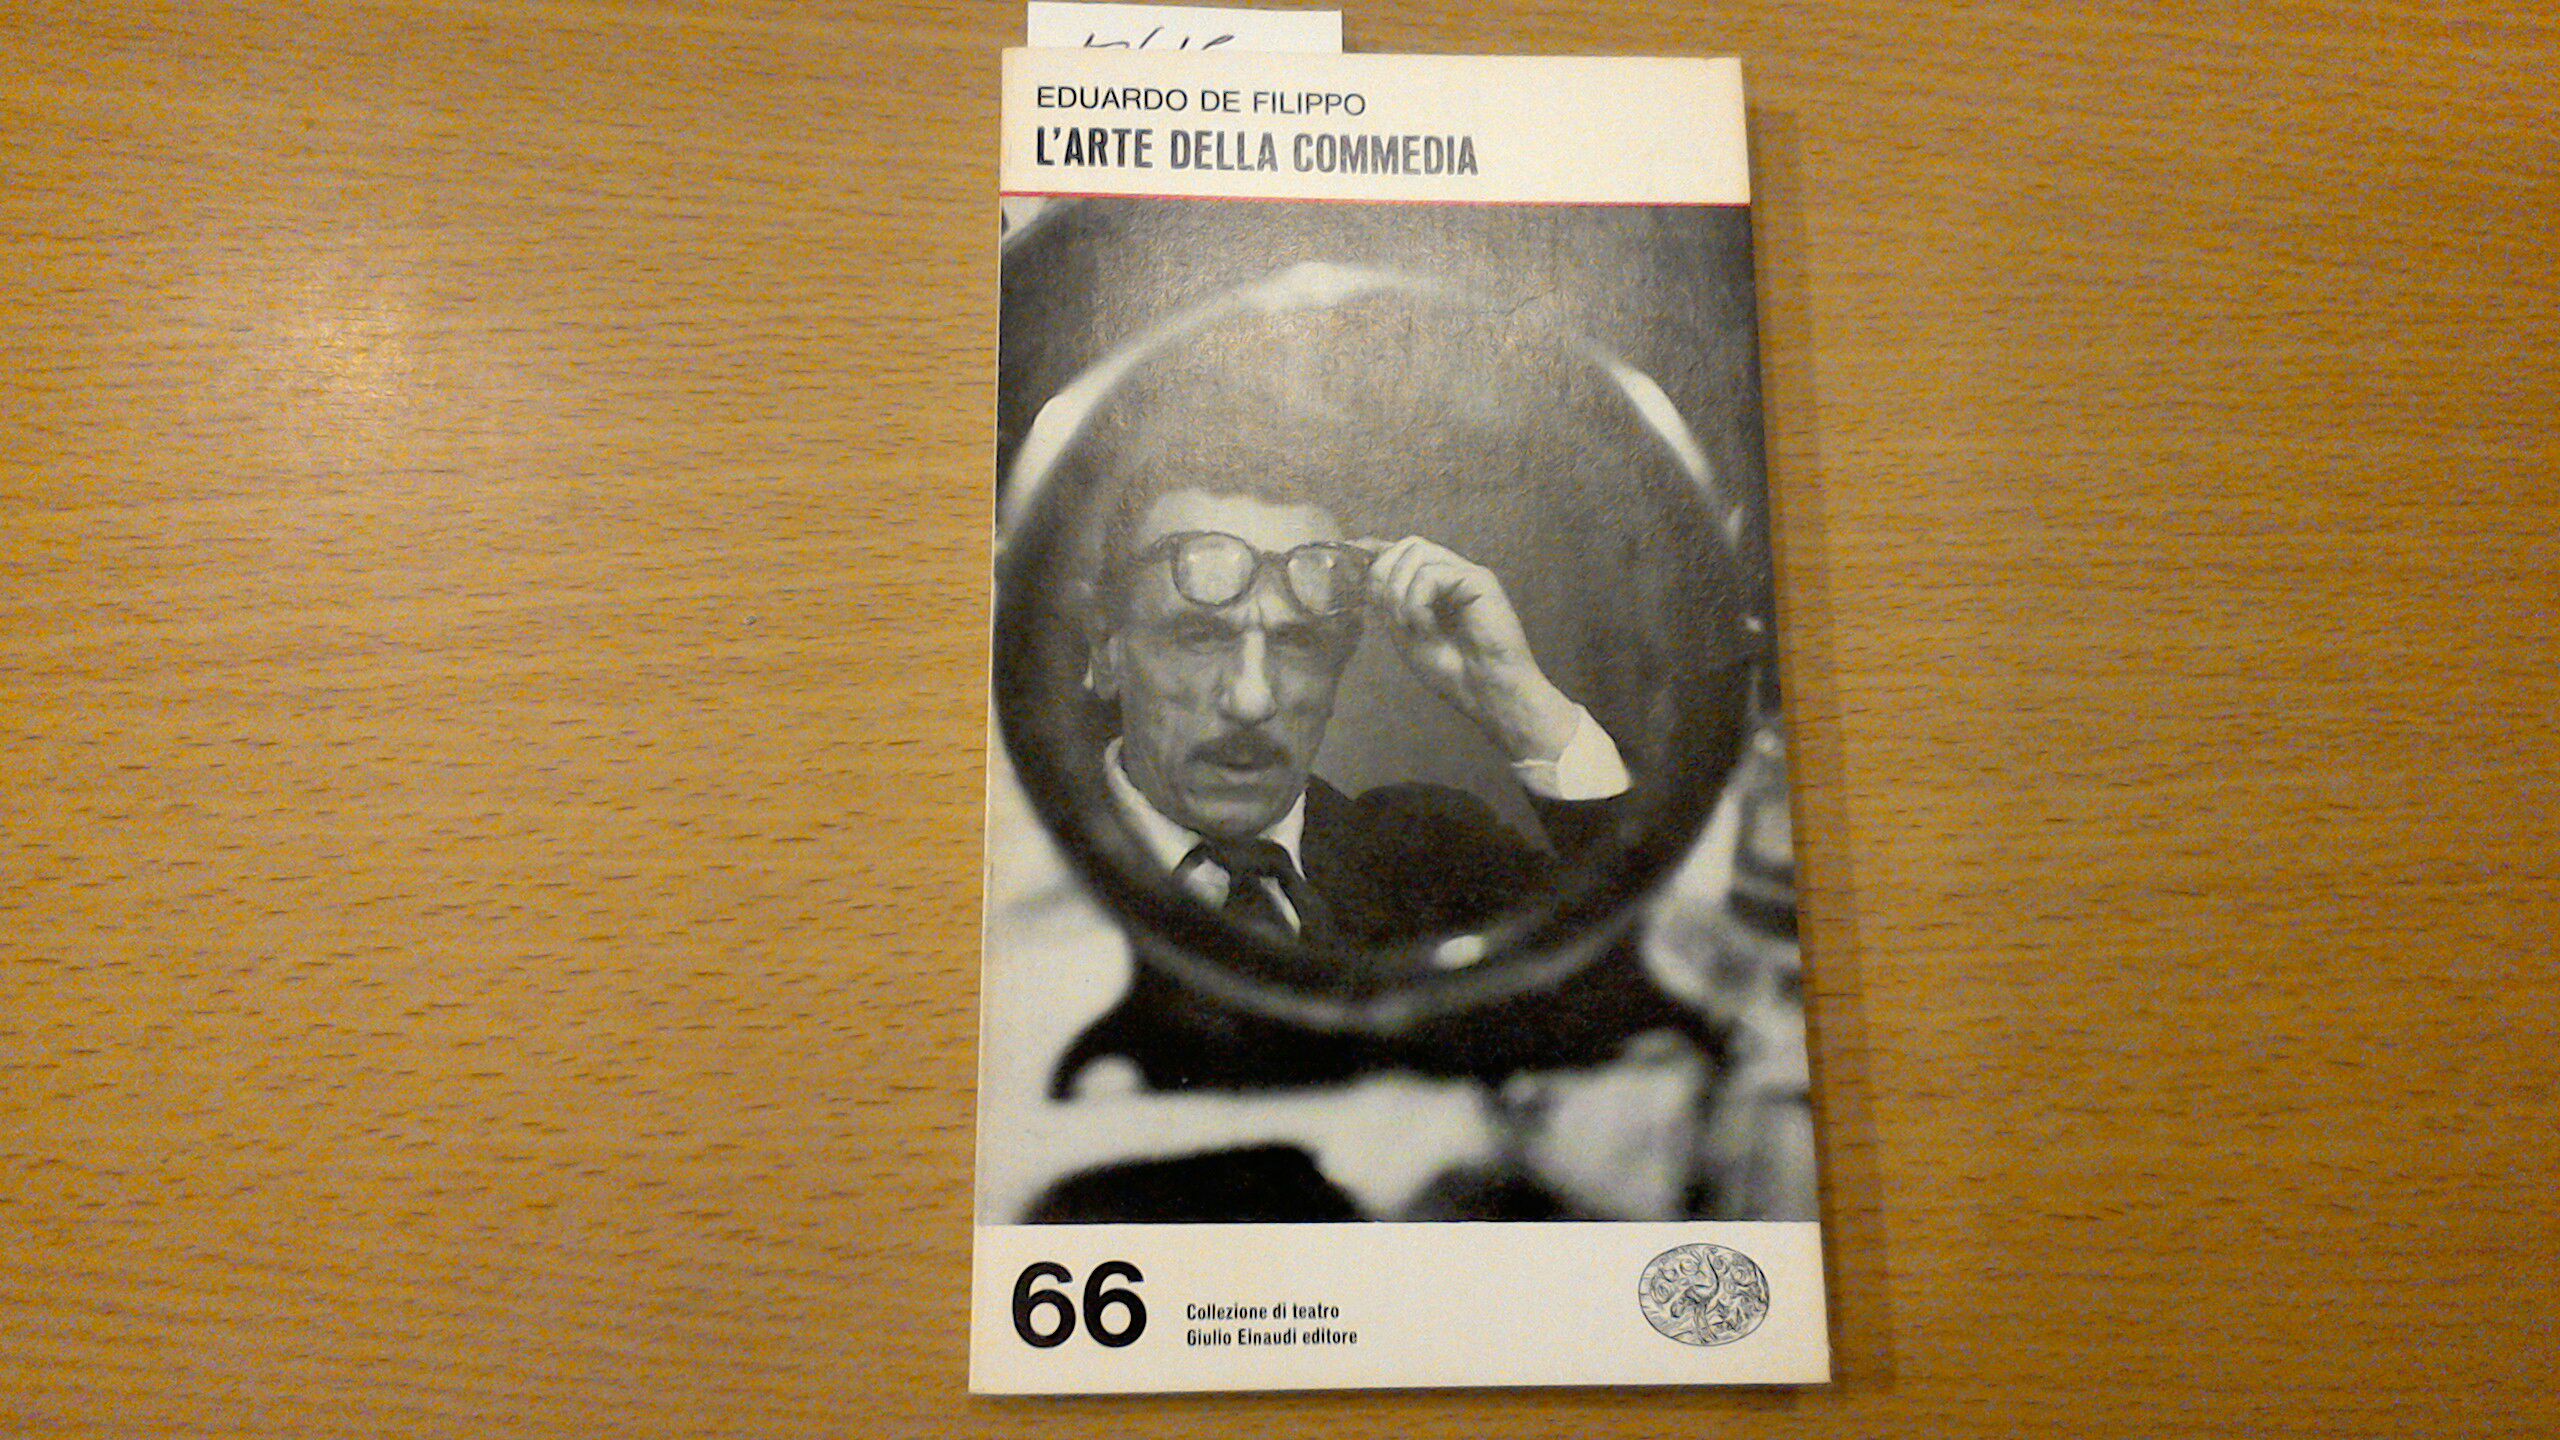 EDUARDO DE FILIPPO
L'ARTE DELLA COMMEDIA
66
Collezione di teatro
Giulio Einaudi editore